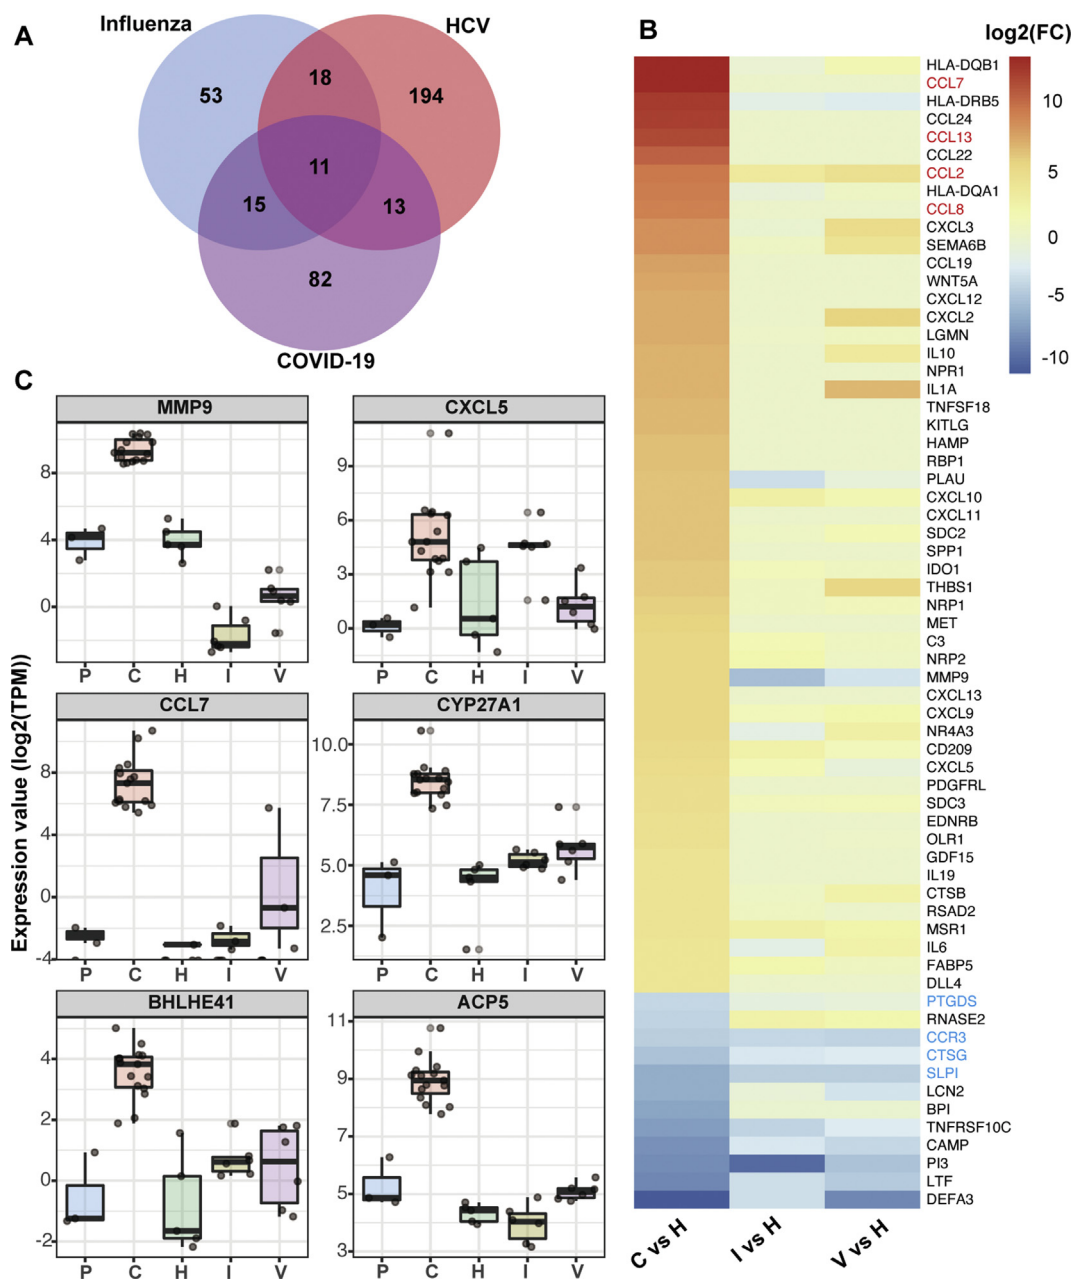 A
Influenza
HCV
53
18
194
11
15
13
82
COVID-19
B
log2(FC)
10
5
0
-5
-10
HLA-DQB1
CCL7
HLA-DRB5
CCL24
CCL13
CCL22
CCL2
HLA-DQA1
CCL8
CXCL3
SEMA6B
CCL19
WNT5A
CXCL12
CXCL2
LGMN
IL10
NPR1
IL1A
TNFSF18
KITLG
HAMP
RBP1
PLAU
CXCL10
CXCL11
SDC2
SPP1
IDO1
THBS1
NRP1
MET
C3
NRP2
MMP9
CXCL13
CXCL9
NR4A3
CD209
CXCL5
PDGFRL
SDC3
EDNRB
OLR1
GDF15
IL19
CTSB
RSAD2
MSR1
IL6
FABP5
DLL4
PTGDS
RNASE2
CCR3
CTSG
SLPI
LCN2
BPI
TNFRSF10C
CAMP
PI3
LTF
DEFA3
C vs H
I vs H
V vs H
C
Expression value (log2(TPM))
MMP9
8
4
0
P C H I V
CXCL5
9
6
3
0
P C H I V
CCL7
8
4
0
-4
P C H I V
CYP27A1
10.0
7.5
5.0
2.5
P C H I V
BHLHE41
4
2
0
-2
P C H I V
ACP5
11
9
7
5
3
P C H I V